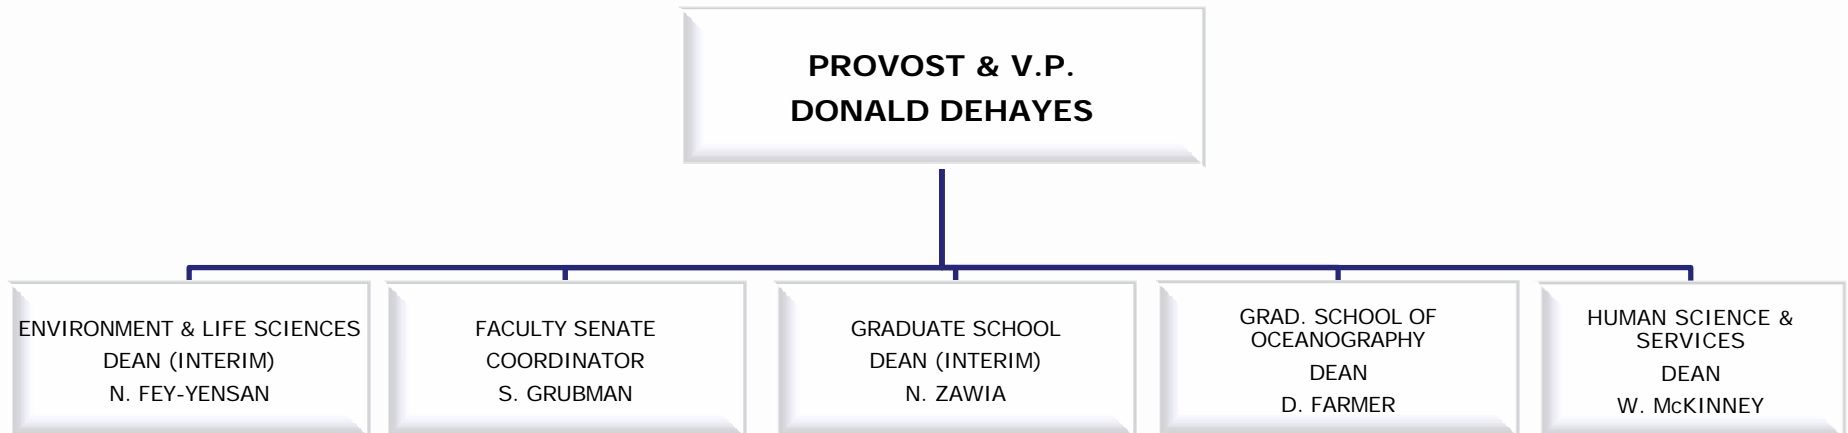 PROVOST & V.P.
DONALD DEHAYES
ENVIRONMENT & LIFE SCIENCES
DEAN (INTERIM)
N. FEY-YENSAN
FACULTY SENATE
COORDINATOR
S. GRUBMAN
GRADUATE SCHOOL
DEAN (INTERIM)
N. ZAWIA
GRAD. SCHOOL OF
OCEANOGRAPHY
DEAN
D. FARMER
HUMAN SCIENCE &
SERVICES
DEAN
W. McKINNEY